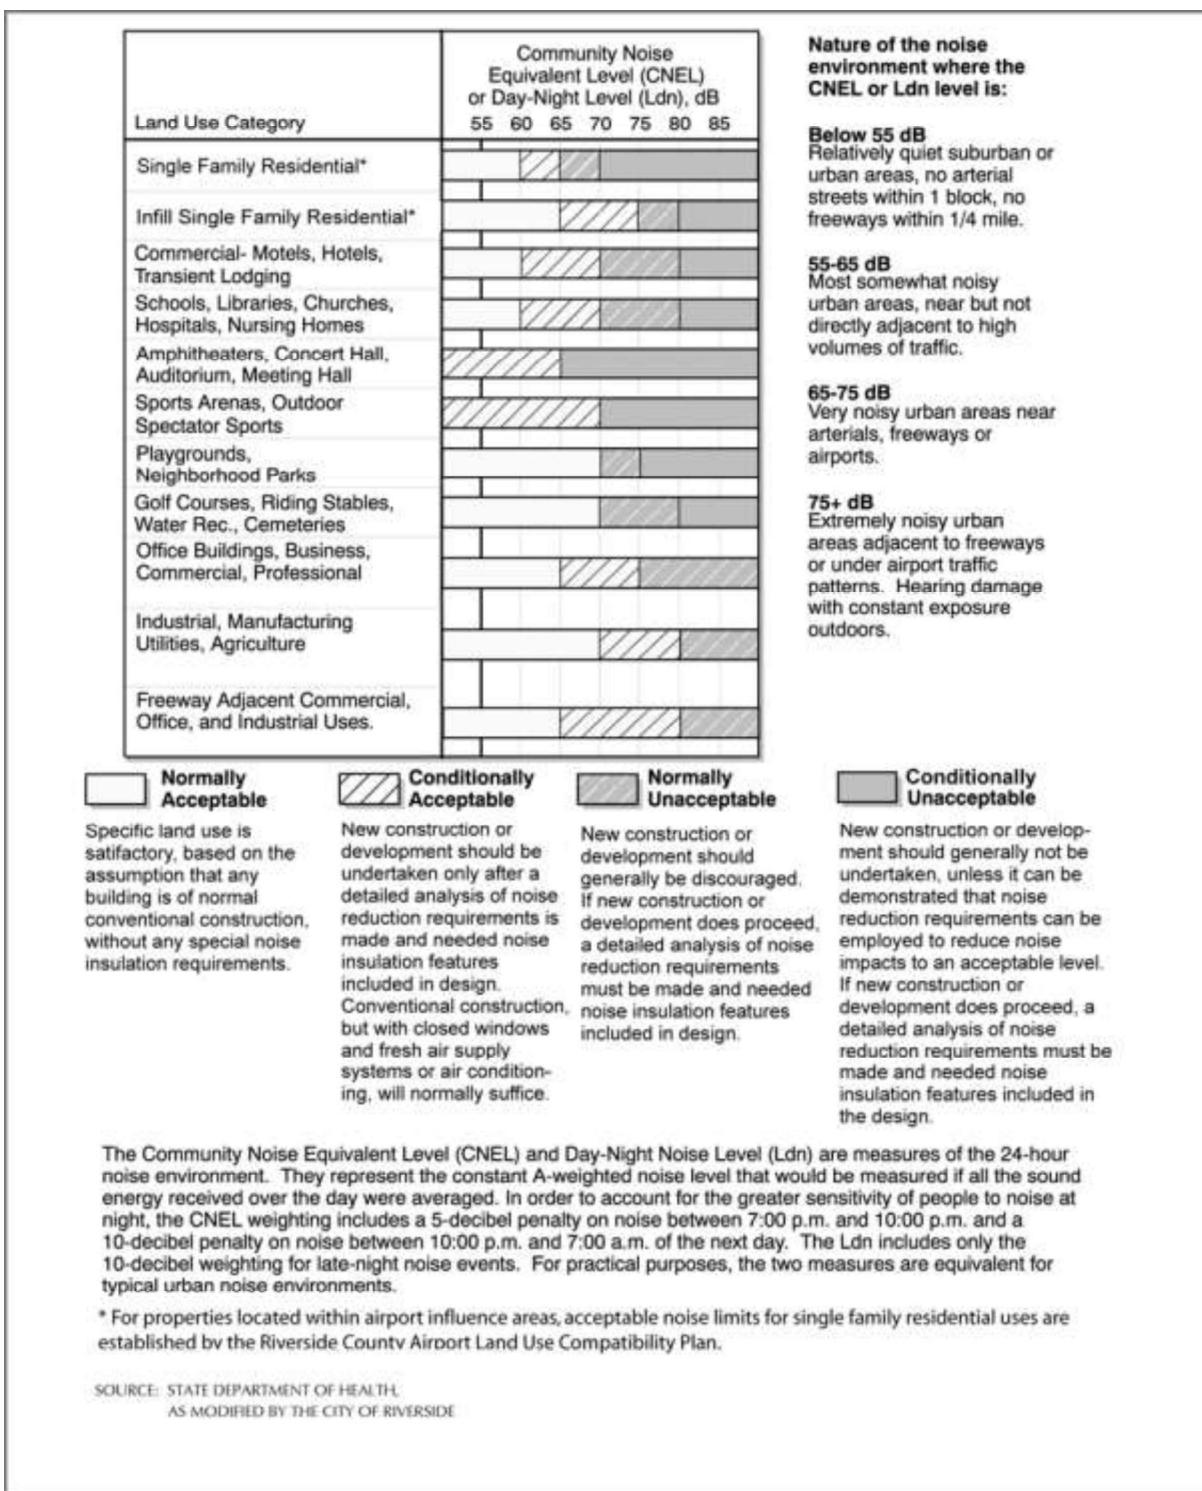 Community Noise
Equivalent Level (CNEL)
or Day-Night Level (Ldn), dB
Land Use Category
55 60 65 70 75 80 85
Single Family Residential*
Infill Single Family Residential*
Commercial- Motels, Hotels,
Transient Lodging
Schools, Libraries, Churches,
Hospitals, Nursing Homes
Amphitheaters, Concert Hall,
Auditorium, Meeting Hall
Sports Arenas, Outdoor
Spectator Sports
Playgrounds,
Neighborhood Parks
Golf Courses, Riding Stables,
Water Rec., Cemeteries
Office Buildings, Business,
Commercial, Professional
Industrial, Manufacturing
Utilities, Agriculture
Freeway Adjacent Commercial,
Office, and Industrial Uses.
Nature of the noise
environment where the
CNEL or Ldn level is:
Below 55 dB
Relatively quiet suburban or
urban areas, no arterial
streets within 1 block, no
freeways within 1/4 mile.
55-65 dB
Most somewhat noisy
urban areas, near but not
directly adjacent to high
volumes of traffic.
65-75 dB
Very noisy urban areas near
arterials, freeways or
airports.
75+ dB
Extremely noisy urban
areas adjacent to freeways
or under airport traffic
patterns. Hearing damage
with constant exposure
outdoors.
Normally
Acceptable
Specific land use is
satifactory, based on the
assumption that any
building is of normal
conventional construction,
without any special noise
insulation requirements.
Conditionally
Acceptable
New construction or
development should be
undertaken only after a
detailed analysis of noise
reduction requirements is
made and needed noise
insulation features
included in design.
Conventional construction,
but with closed windows
and fresh air supply
systems or air condition-
ing, will normally suffice.
Normally
Unacceptable
New construction or
development should
generally be discouraged.
If new construction or
development does proceed,
a detailed analysis of noise
reduction requirements
must be made and needed
noise insulation features
included in design.
Conditionally
Unacceptable
New construction or develop-
ment should generally not be
undertaken, unless it can be
demonstrated that noise
reduction requirements can be
employed to reduce noise
impacts to an acceptable level.
If new construction or
development does proceed, a
detailed analysis of noise
reduction requirements must be
made and needed noise
insulation features included in
the design.
The Community Noise Equivalent Level (CNEL) and Day-Night Noise Level (Ldn) are measures of the 24-hour
noise environment. They represent the constant A-weighted noise level that would be measured if all the sound
energy received over the day were averaged. In order to account for the greater sensitivity of people to noise at
night, the CNEL weighting includes a 5-decibel penalty on noise between 7:00 p.m. and 10:00 p.m. and a
10-decibel penalty on noise between 10:00 p.m. and 7:00 a.m. of the next day. The Ldn includes only the
10-decibel weighting for late-night noise events. For practical purposes, the two measures are equivalent for
typical urban noise environments.
* For properties located within airport influence areas, acceptable noise limits for single family residential uses are
established by the Riverside County Airport Land Use Compatibility Plan.
SOURCE: STATE DEPARTMENT OF HEALTH,
AS MODIFIED BY THE CITY OF RIVERSIDE